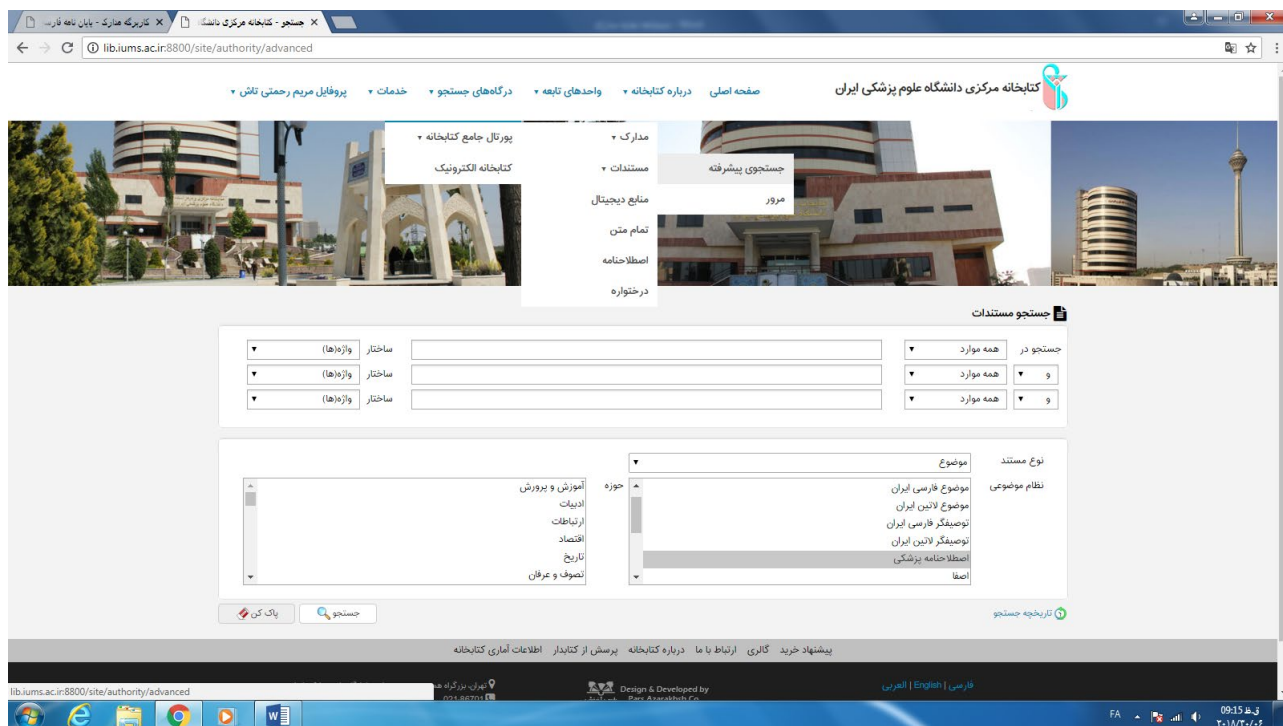 جستجو - کتابخانه مرکزی دانشگ
کاربرگه مدارک - پایان نامه فارس
lib.iums.ac.ir:8800/site/authority/advanced
کتابخانه مرکزی دانشگاه علوم پزشکی ایران
صفحه اصلی درباره کتابخانه واحدهای تابعه درگاه‌های جستجو خدمات پروفایل مریم رحمتی تاش
پورتال جامع کتابخانه
کتابخانه الکترونیک
مدارک
مستندات
منابع دیجیتال
تمام متن
اصطلاحنامه
درختواره
جستجوی پیشرفته
مرور
جستجو مستندات
جستجو در همه موارد ساختار واژه(ها)
و همه موارد ساختار واژه(ها)
و همه موارد ساختار واژه(ها)
نوع مستند موضوع
نظام موضوعی
موضوع فارسی ایران
موضوع لاتین ایران
توصیفگر فارسی ایران
توصیفگر لاتین ایران
اصطلاحنامه پزشکی
اصفا
حوزه
آموزش و پرورش
ادبیات
ارتباطات
اقتصاد
تاریخ
تصوف و عرفان
تاریخچه جستجو
جستجو
پاک کن
پیشنهاد خرید گالری ارتباط با ما درباره کتابخانه پرسش از کتابدار اطلاعات آماری کتابخانه
فارسی | English | العربی
Design & Developed by
Pars Azarakhsh Co.
تهران، بزرگراه
lib.iums.ac.ir:8800/site/authority/advanced
FA
09:15 ق.ظ